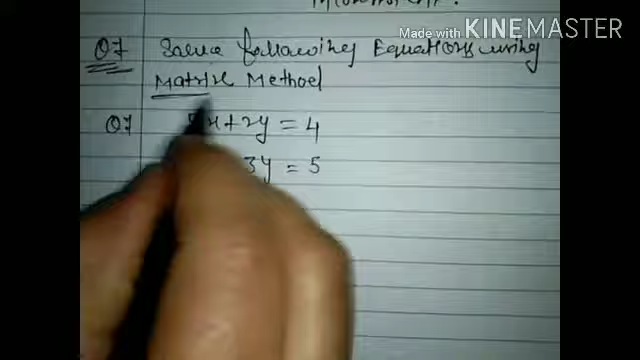 Made with KINEMASTER
Q7 Solve following Equations using
Matrix Method
Q7 x + 2y = 4
3y = 5